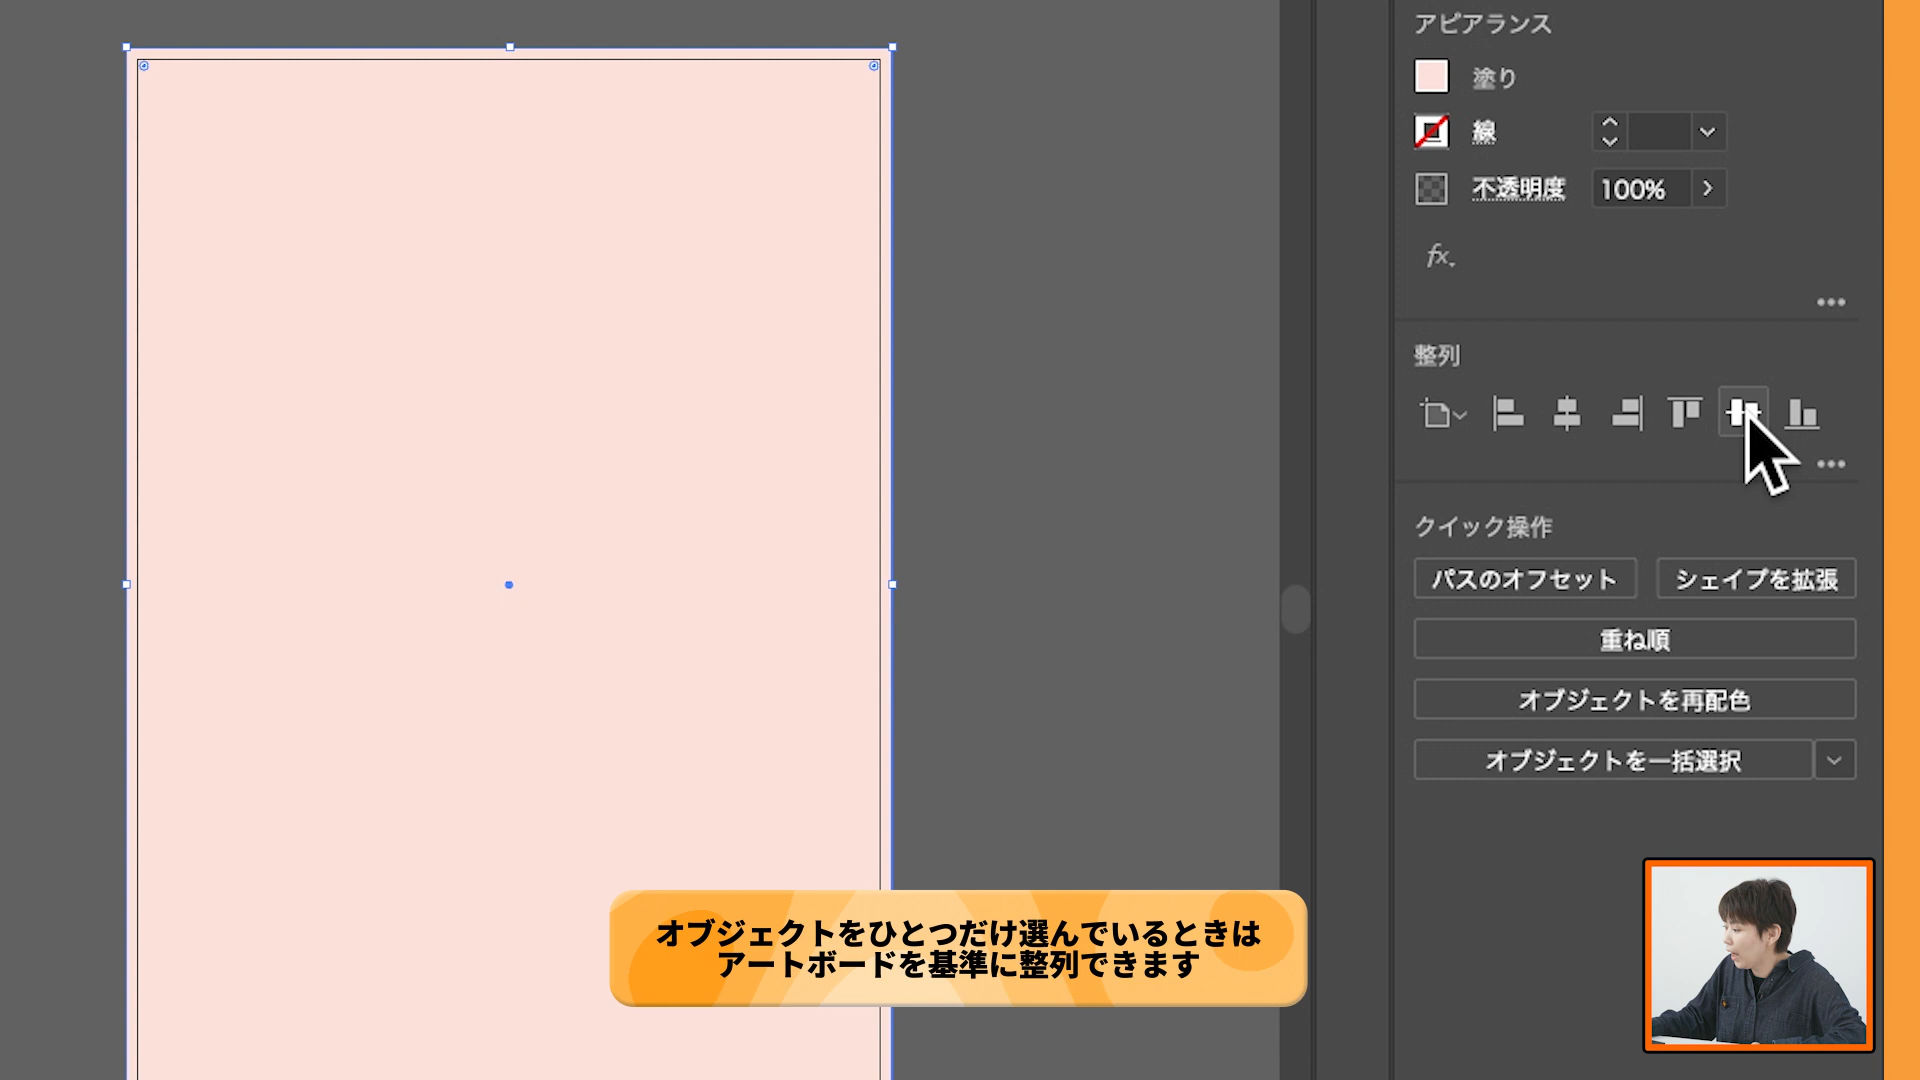 アピアランス
塗り
線
不透明度 100%
fx.
整列
クイック操作
パスのオフセット シェイプを拡張
重ね順
オブジェクトを再配色
オブジェクトを一括選択
オブジェクトをひとつだけ選んでいるときは
アートボードを基準に整列できます